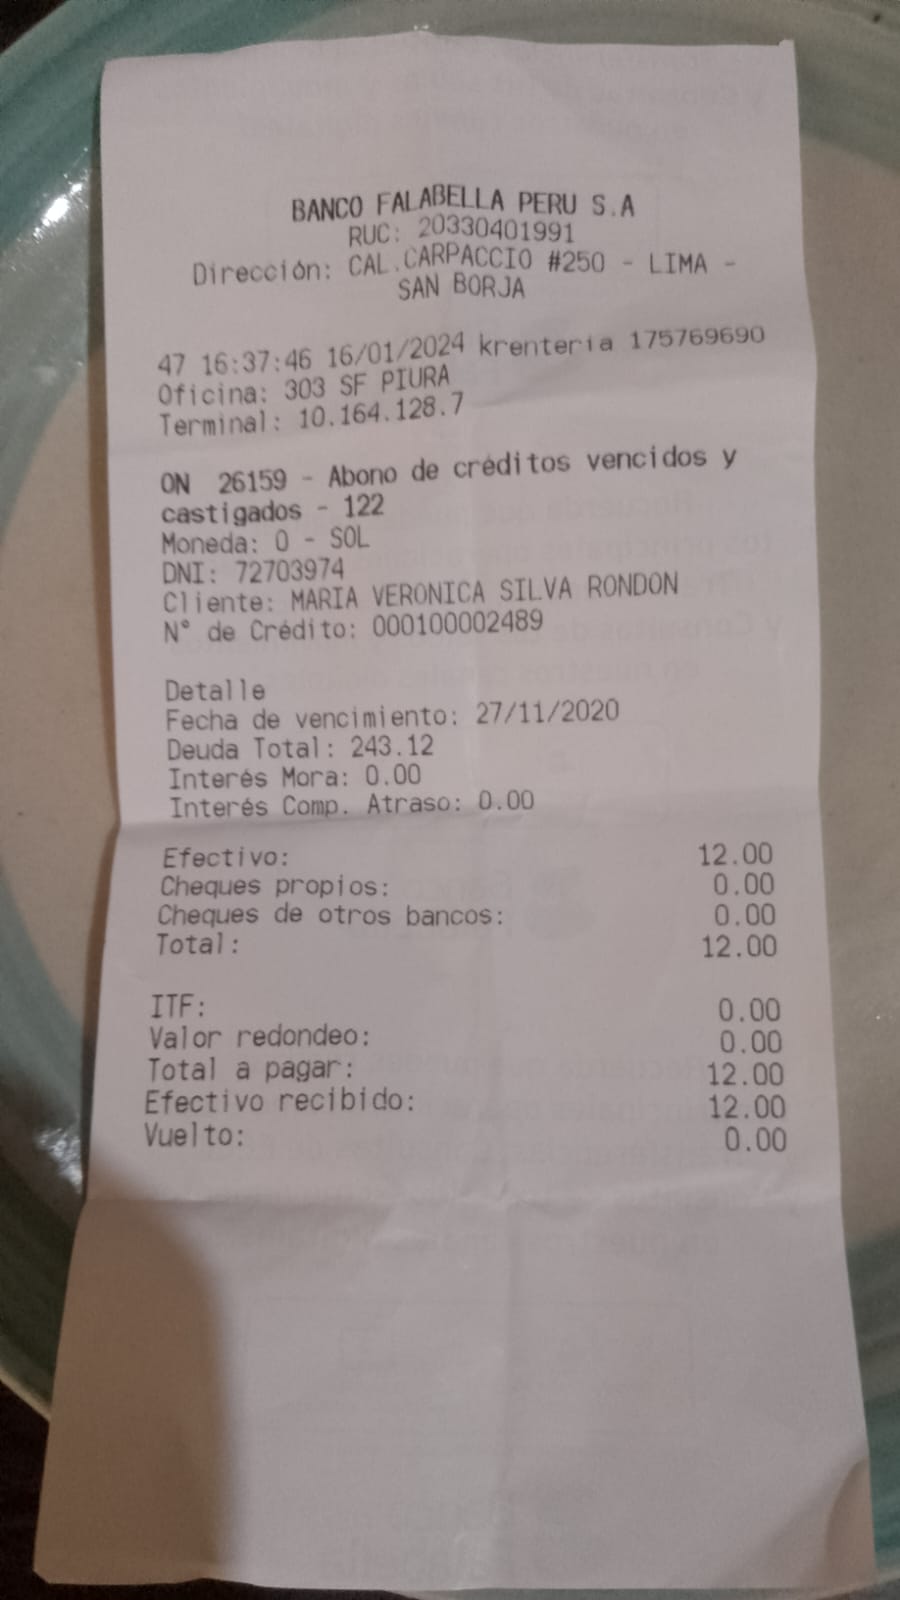 BANCO FALABELLA PERU S.A
RUC: 20330401991
Dirección: CAL.CARPACCIO #250 - LIMA -
SAN BORJA
47 16:37:46 16/01/2024 krenteria 175769690
Oficina: 303 SF PIURA
Terminal: 10.164.128.7
ON 26159 - Abono de créditos vencidos y
castigados - 122
Moneda: 0 - SOL
DNI: 72703974
Cliente: MARIA VERONICA SILVA RONDON
N° de Crédito: 000100002489
Detalle
Fecha de vencimiento: 27/11/2020
Deuda Total: 243.12
Interés Mora: 0.00
Interés Comp. Atraso: 0.00
Efectivo: 12.00
Cheques propios: 0.00
Cheques de otros bancos: 0.00
Total: 12.00
ITF: 0.00
Valor redondeo: 0.00
Total a pagar: 12.00
Efectivo recibido: 12.00
Vuelto: 0.00